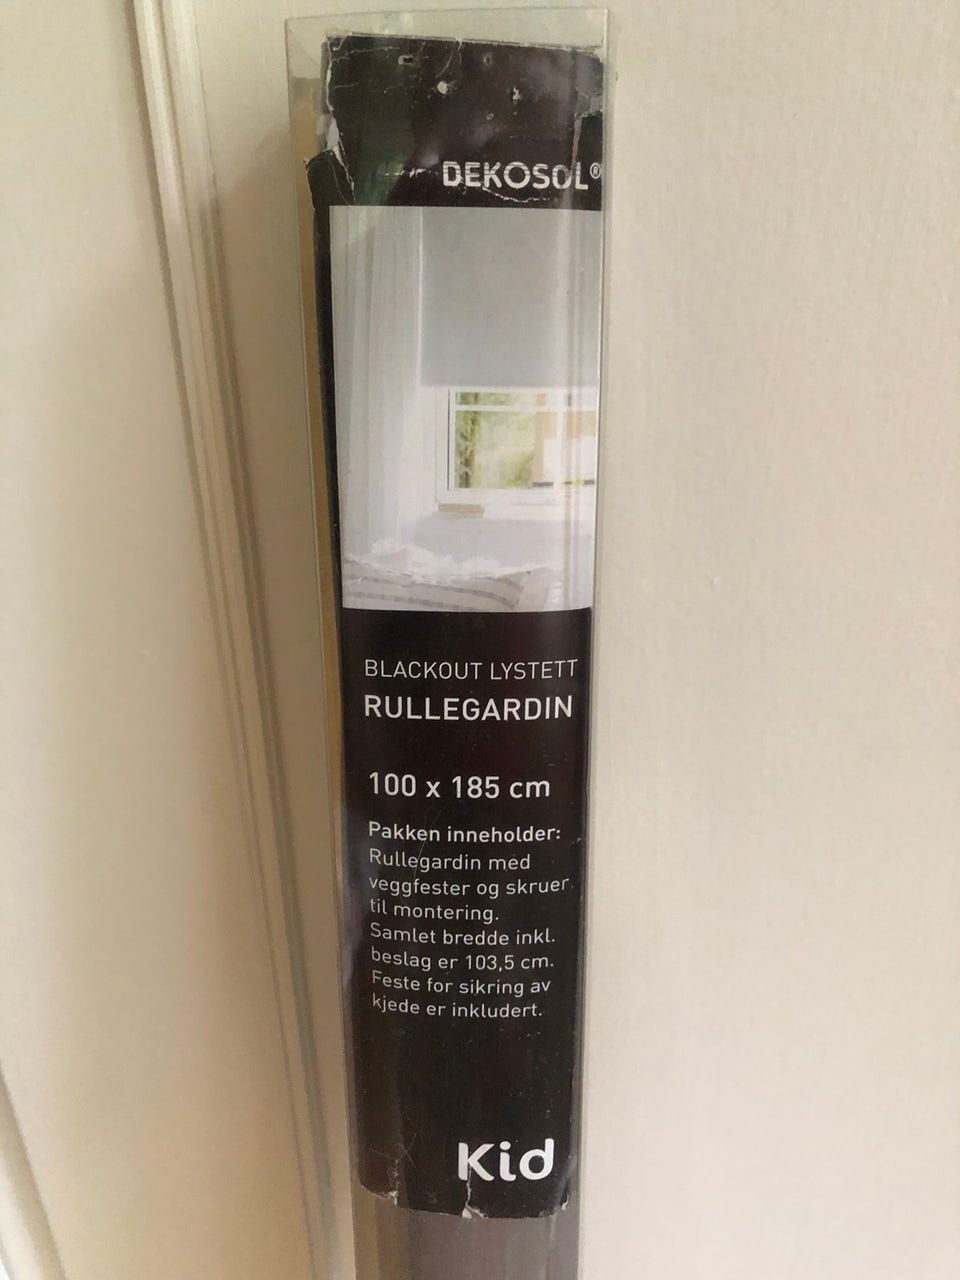 DEKOSOL®
BLACKOUT LYSTETT
RULLEGARDIN
100 x 185 cm
Pakken inneholder:
Rullegardin med
veggfester og skruer
til montering.
Samlet bredde inkl.
beslag er 103,5 cm.
Feste for sikring av
kjede er inkludert.
Kid